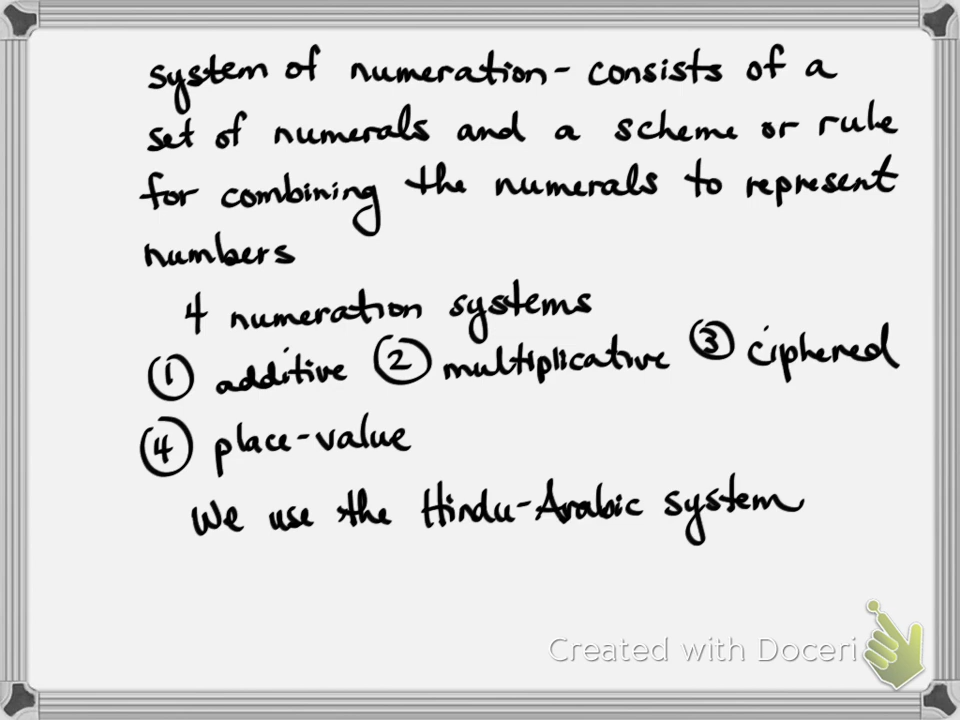 system of numeration - consists of a
set of numerals and a scheme or rule
for combining the numerals to represent
numbers
4 numeration systems
① additive ② multiplicative ③ ciphered
④ place-value
We use the Hindu-Arabic system
Created with Doceri